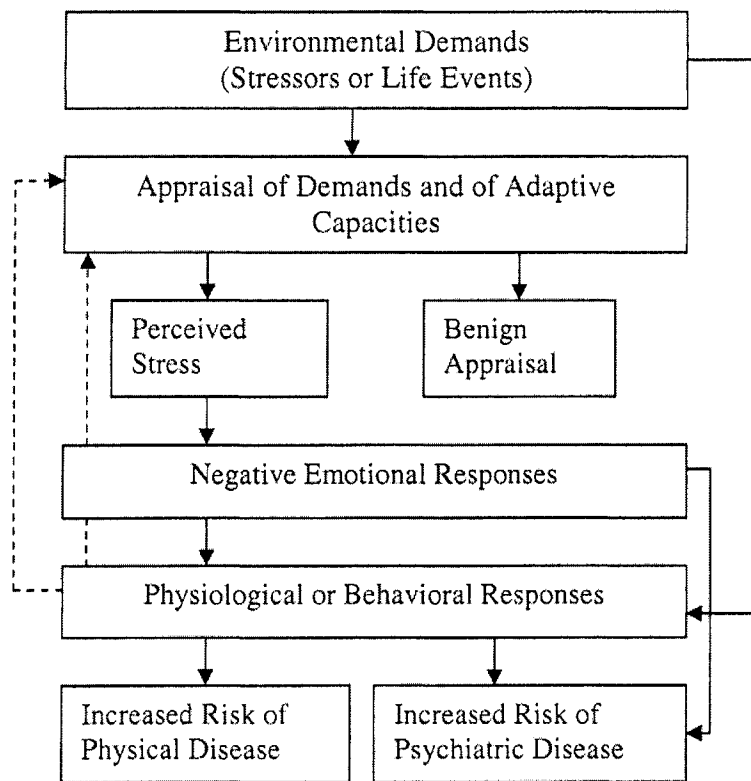 Environmental Demands
(Stressors or Life Events)
Appraisal of Demands and of Adaptive
Capacities
Perceived
Stress
Benign
Appraisal
Negative Emotional Responses
Physiological or Behavioral Responses
Increased Risk of
Physical Disease
Increased Risk of
Psychiatric Disease